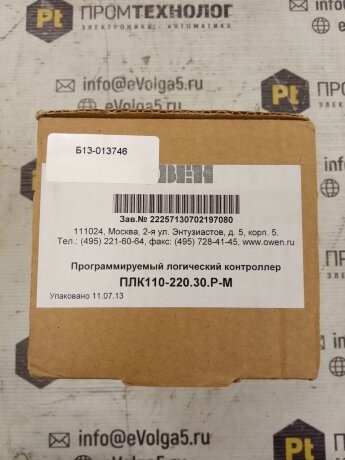 Pt ПРОМТЕХНОЛОГ
ЭЛЕКТРОНИКА - АВТОМАТИКА
info@eVolga5.ru
Б13-013746
ОВЕН
Зав.№ 22257130702197080
111024, Москва, 2-я ул. Энтузиастов, д. 5, корп. 5.
Тел.: (495) 221-60-64, факс: (495) 728-41-45, www.owen.ru
Программируемый логический контроллер
ПЛК110-220.30.Р-М
Упаковано 11.07.13
info@eVolga5.ru
info@eVolga5.ru
Pt